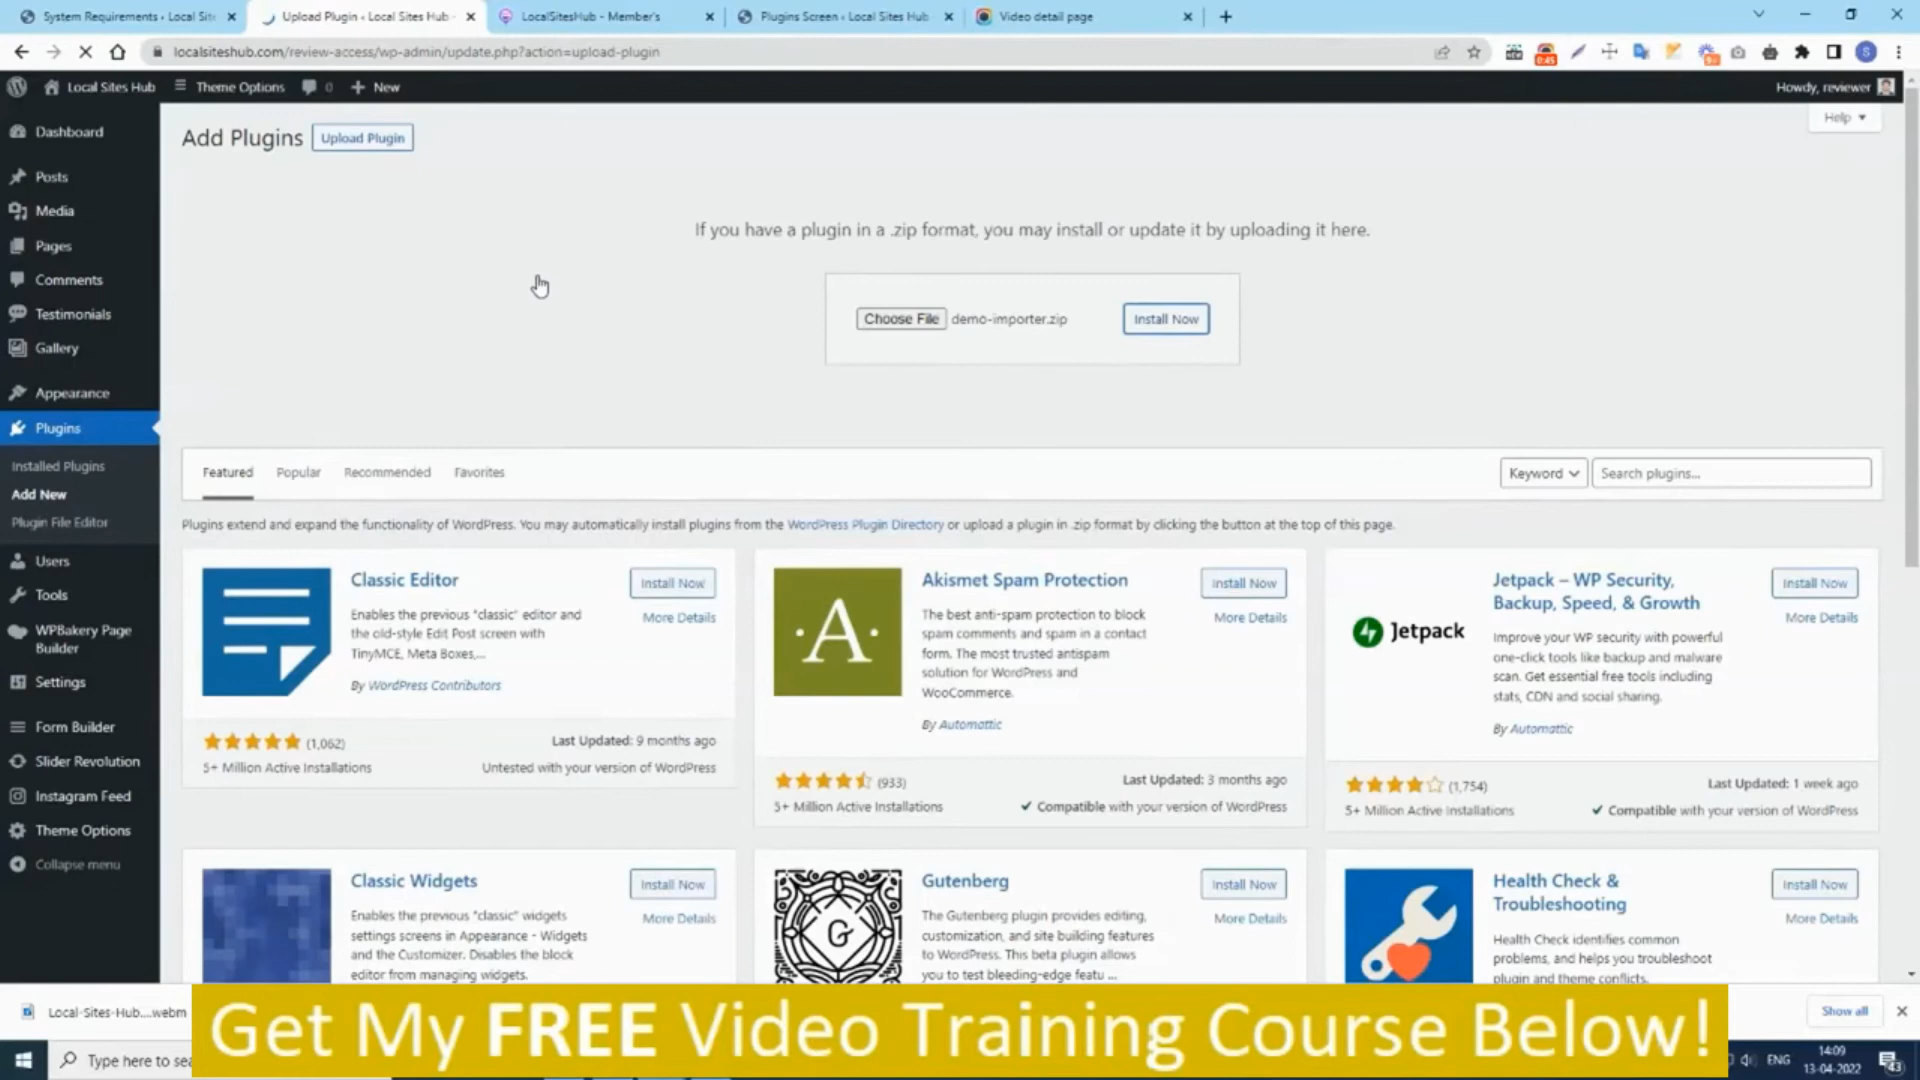 System Requirements ‹ Local Sit
Upload Plugin ‹ Local Sites Hub
LocalSitesHub - Member's
Plugins Screen ‹ Local Sites Hub
Video detail page
localsiteshub.com/review-access/wp-admin/update.php?action=upload-plugin
Local Sites Hub
Theme Options
0
New
Howdy, reviewer
Dashboard
Posts
Media
Pages
Comments
Testimonials
Gallery
Appearance
Plugins
Installed Plugins
Add New
Plugin File Editor
Users
Tools
WPBakery Page
Builder
Settings
Form Builder
Slider Revolution
Instagram Feed
Theme Options
Collapse menu
Help
Add Plugins
Upload Plugin
If you have a plugin in a .zip format, you may install or update it by uploading it here.
Choose File demo-importer.zip
Install Now
Featured
Popular
Recommended
Favorites
Keyword
Search plugins...
Plugins extend and expand the functionality of WordPress. You may automatically install plugins from the WordPress Plugin Directory or upload a plugin in .zip format by clicking the button at the top of this page.
Classic Editor
Install Now
More Details
Enables the previous "classic" editor and
the old-style Edit Post screen with
TinyMCE, Meta Boxes,...
By WordPress Contributors
(1,062)
Last Updated: 9 months ago
5+ Million Active Installations
Untested with your version of WordPress
Akismet Spam Protection
Install Now
More Details
The best anti-spam protection to block
spam comments and spam in a contact
form. The most trusted antispam
solution for WordPress and
WooCommerce.
By Automattic
(933)
Last Updated: 3 months ago
5+ Million Active Installations
Compatible with your version of WordPress
Jetpack
Jetpack – WP Security,
Backup, Speed, & Growth
Install Now
More Details
Improve your WP security with powerful
one-click tools like backup and malware
scan. Get essential free tools including
stats, CDN and social sharing.
By Automattic
(1,754)
Last Updated: 1 week ago
5+ Million Active Installations
Compatible with your version of WordPress
Classic Widgets
Install Now
More Details
Enables the previous "classic" widgets
settings screens in Appearance - Widgets
and the Customizer. Disables the block
editor from managing widgets.
Gutenberg
Install Now
More Details
The Gutenberg plugin provides editing,
customization, and site building features
to WordPress. This beta plugin allows
you to test bleeding-edge featu ...
Health Check &
Troubleshooting
Install Now
More Details
Health Check identifies common
problems, and helps you troubleshoot
plugin and theme conflicts.
Local-Sites-Hub....webm
Get My FREE Video Training Course Below!
Show all
Type here to sea
ENG
14:09
13-04-2022